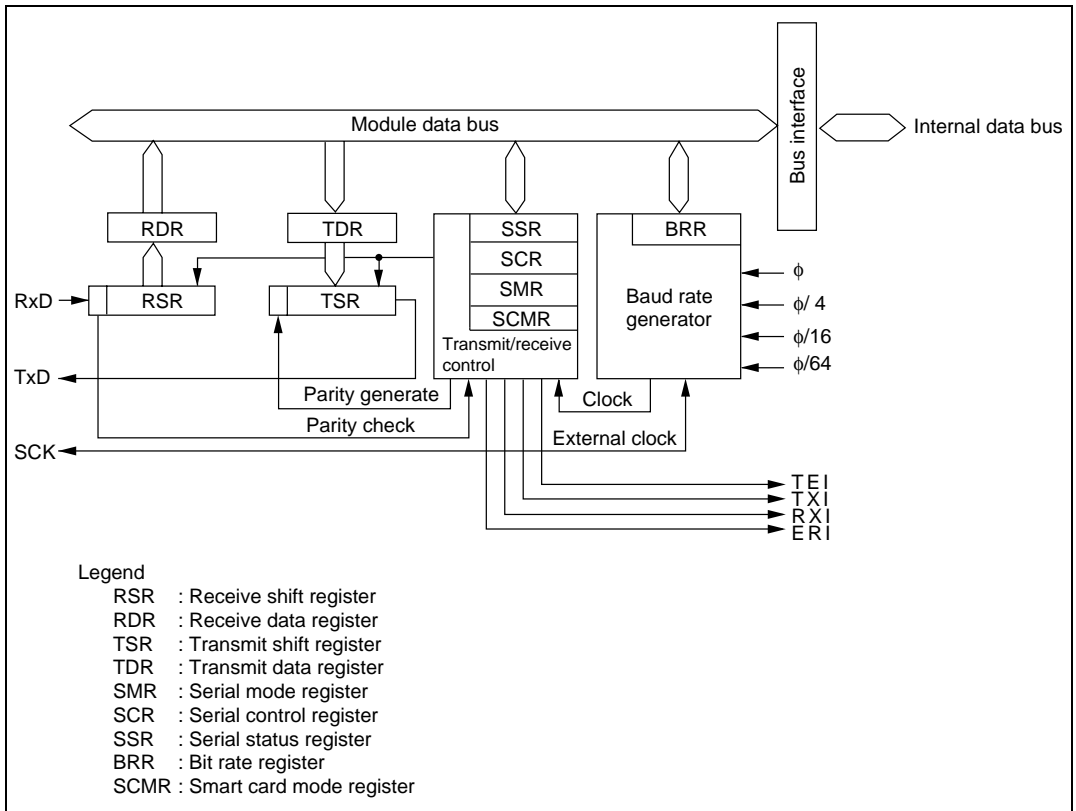 Bus interface
Module data bus
Internal data bus
RDR
TDR
SSR
BRR
SCR
SMR
SCMR
Transmit/receive
control
Baud rate
generator
ϕ
ϕ/ 4
ϕ/16
ϕ/64
RxD
RSR
TSR
TxD
Parity generate
Clock
Parity check
External clock
SCK
TEI
TXI
RXI
ERI
Legend
RSR : Receive shift register
RDR : Receive data register
TSR : Transmit shift register
TDR : Transmit data register
SMR : Serial mode register
SCR : Serial control register
SSR : Serial status register
BRR : Bit rate register
SCMR : Smart card mode register